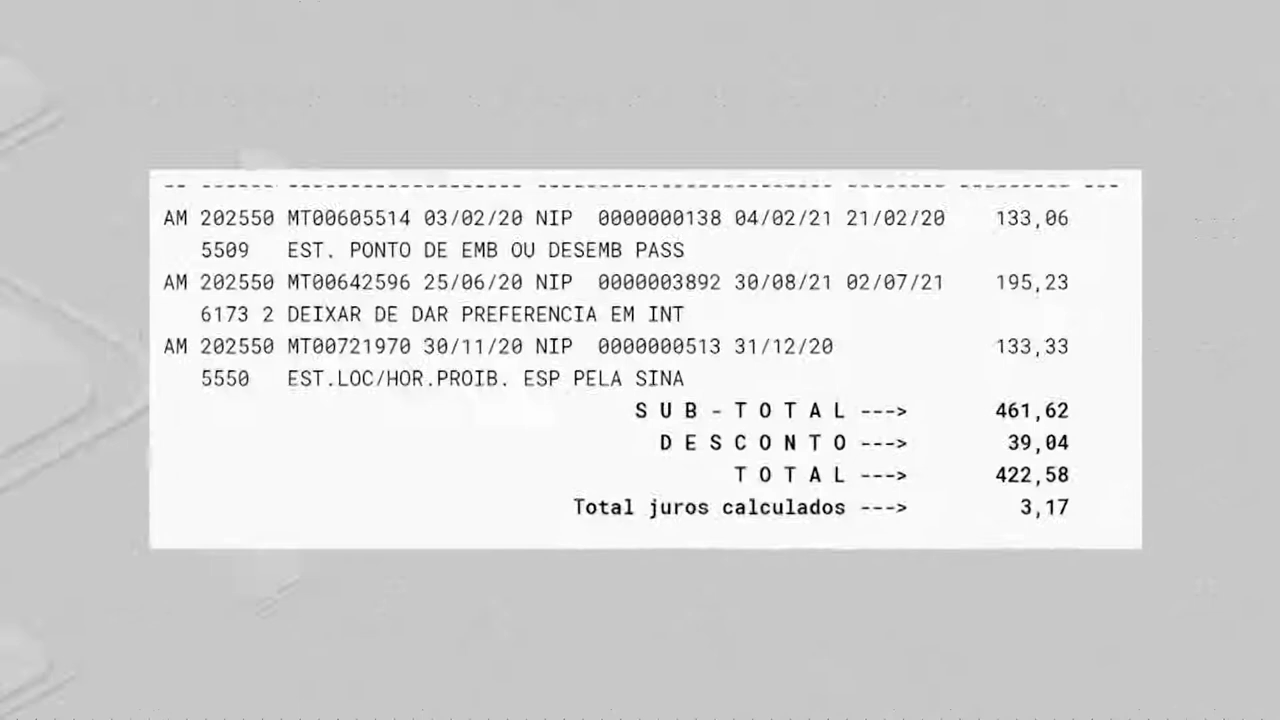 -- ------ ------------------- ------------------------ -------- --------- ---
AM 202550 MT00605514 03/02/20 NIP 0000000138 04/02/21 21/02/20 133,06
5509 EST. PONTO DE EMB OU DESEMB PASS
AM 202550 MT00642596 25/06/20 NIP 0000003892 30/08/21 02/07/21 195,23
6173 2 DEIXAR DE DAR PREFERENCIA EM INT
AM 202550 MT00721970 30/11/20 NIP 0000000513 31/12/20 133,33
5550 EST.LOC/HOR.PROIB. ESP PELA SINA
S U B - T O T A L ---> 461,62
D E S C O N T O ---> 39,04
T O T A L ---> 422,58
Total juros calculados ---> 3,17